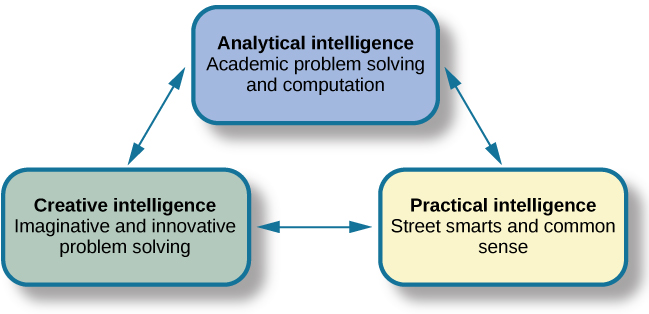 Analytical intelligence
Academic problem solving
and computation
Creative intelligence
Imaginative and innovative
problem solving
Practical intelligence
Street smarts and common
sense